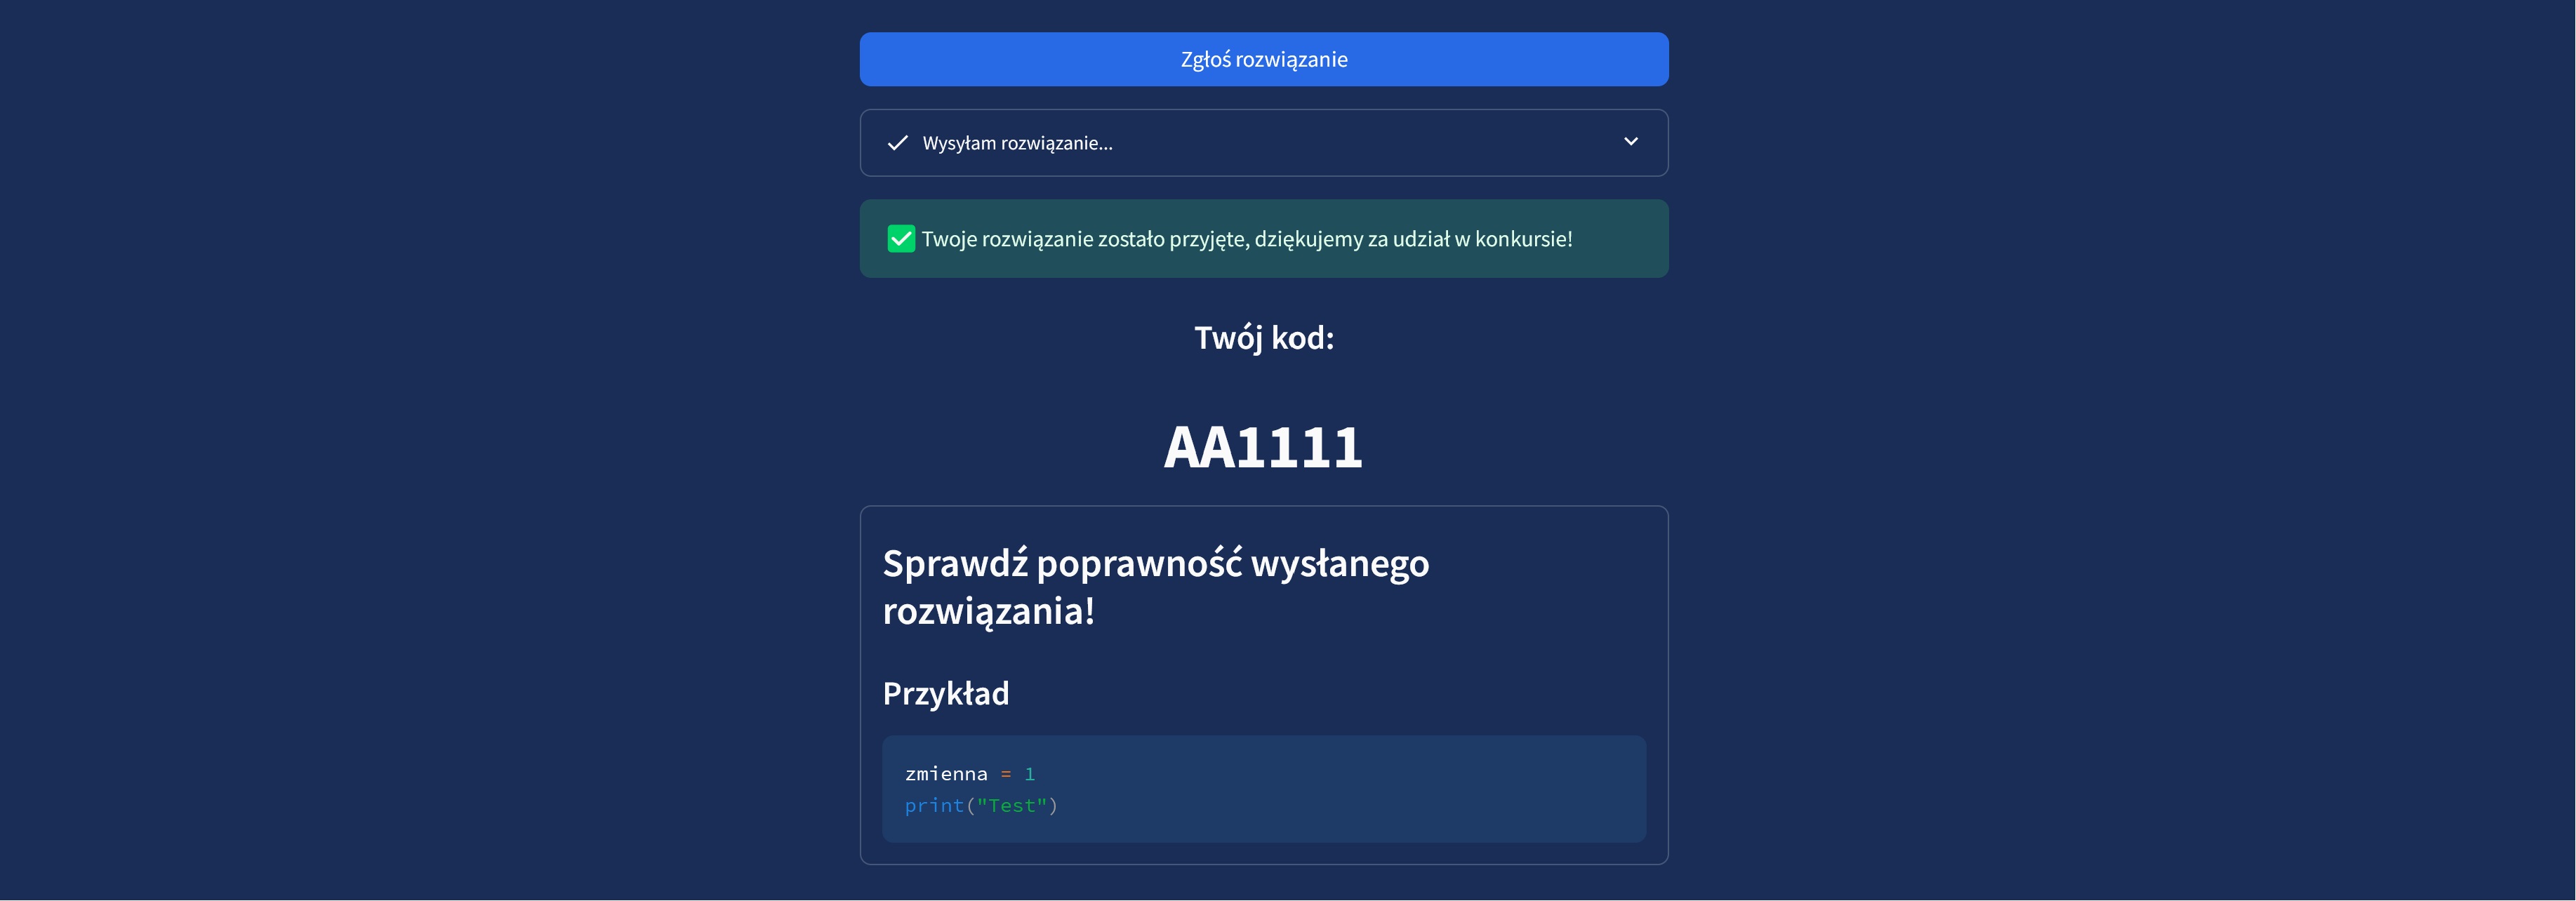 Zgłoś rozwiązanie
Wysyłam rozwiązanie...
Twoje rozwiązanie zostało przyjęte, dziękujemy za udział w konkursie!
Twój kod:
AA1111
Sprawdź poprawność wysłanego
rozwiązania!
Przykład
zmienna = 1
print("Test")